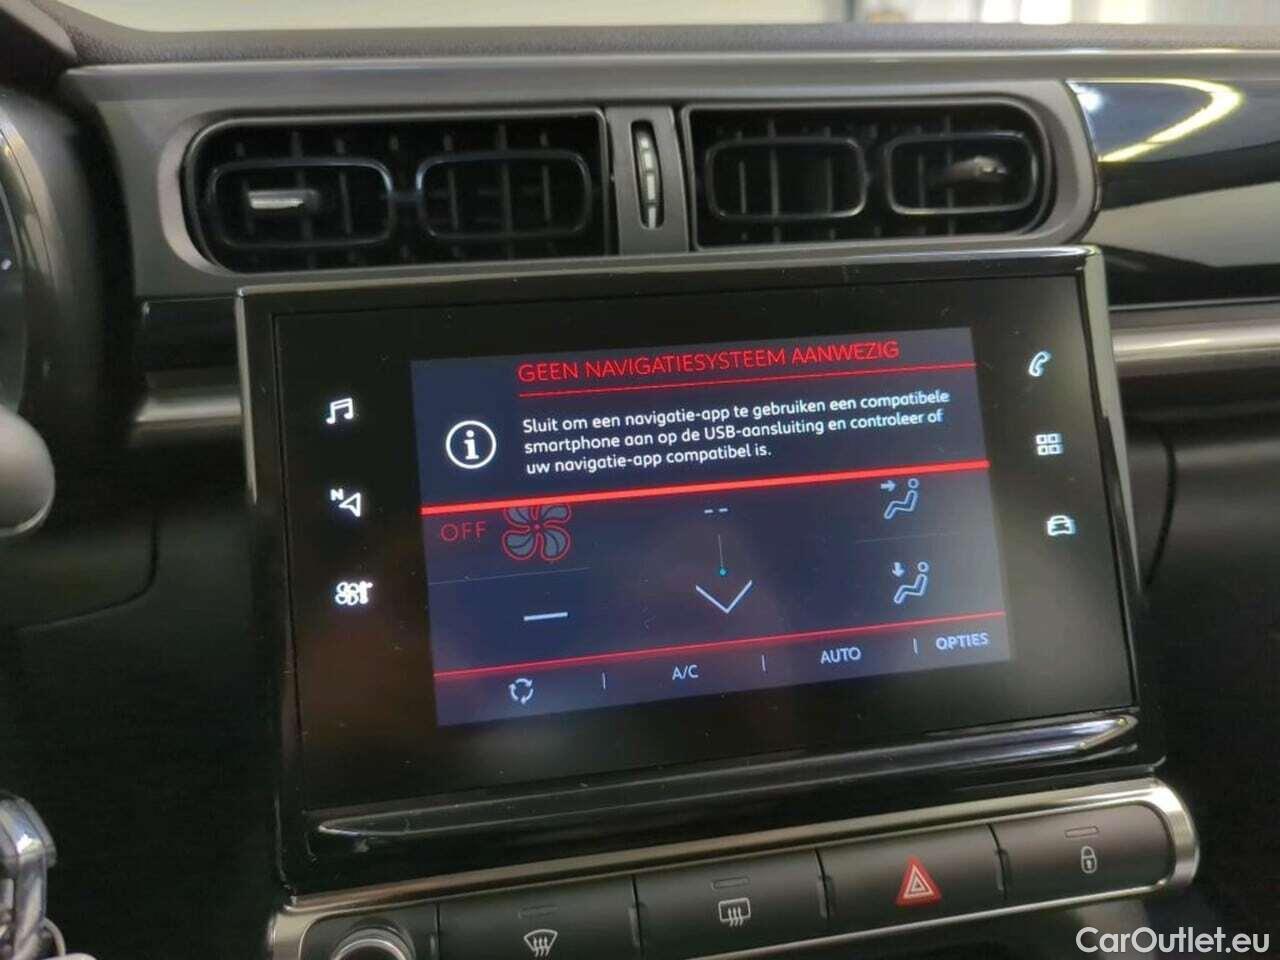 GEEN NAVIGATIESYSTEEM AANWEZIG
Sluit om een navigatie-app te gebruiken een compatibele
smartphone aan op de USB-aansluiting en controleer of
uw navigatie-app compatibel is.
N
OFF
--
A/C
AUTO
OPTIES
CarOutlet.eu